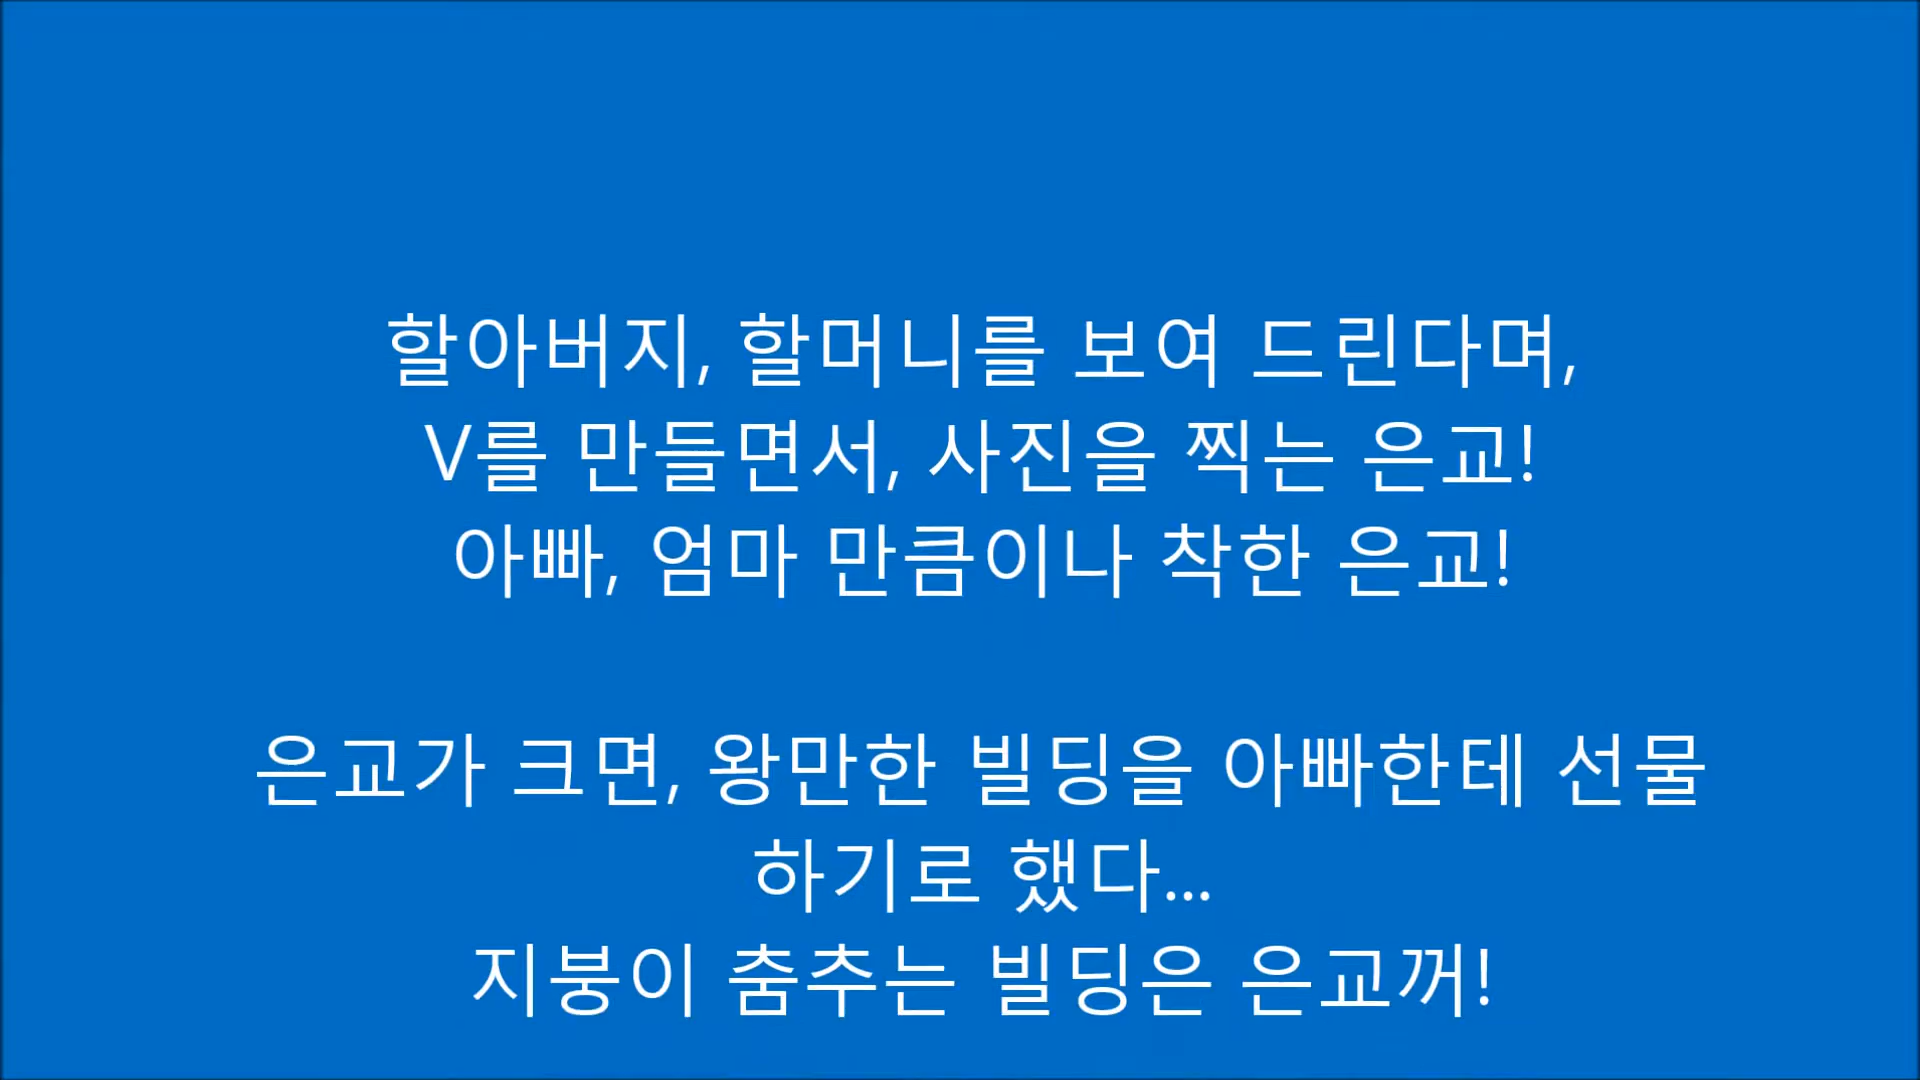 할아버지, 할머니를 보여 드린다며,
V를 만들면서, 사진을 찍는 은교!
아빠, 엄마 만큼이나 착한 은교!
은교가 크면, 왕만한 빌딩을 아빠한테 선물
하기로 했다...
지붕이 춤추는 빌딩은 은교꺼!